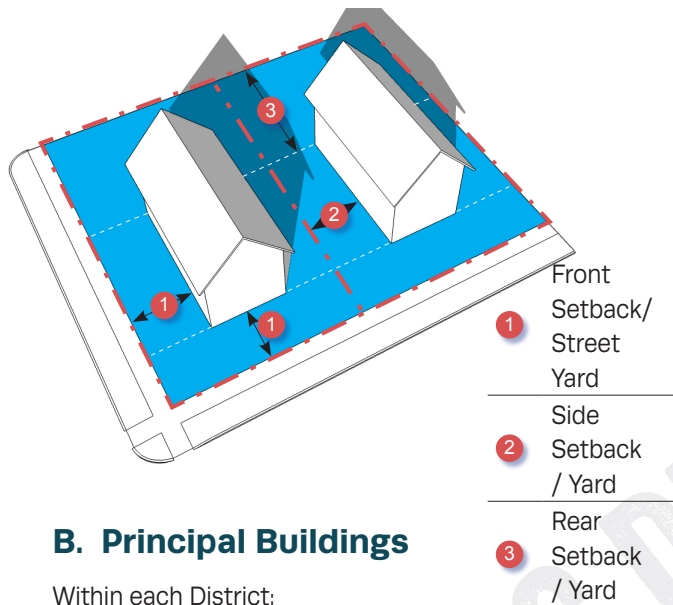 3
2
1
1
1
Front
Setback/
Street
Yard
2
Side
Setback
/ Yard
3
Rear
Setback
/ Yard
B. Principal Buildings
Within each District: